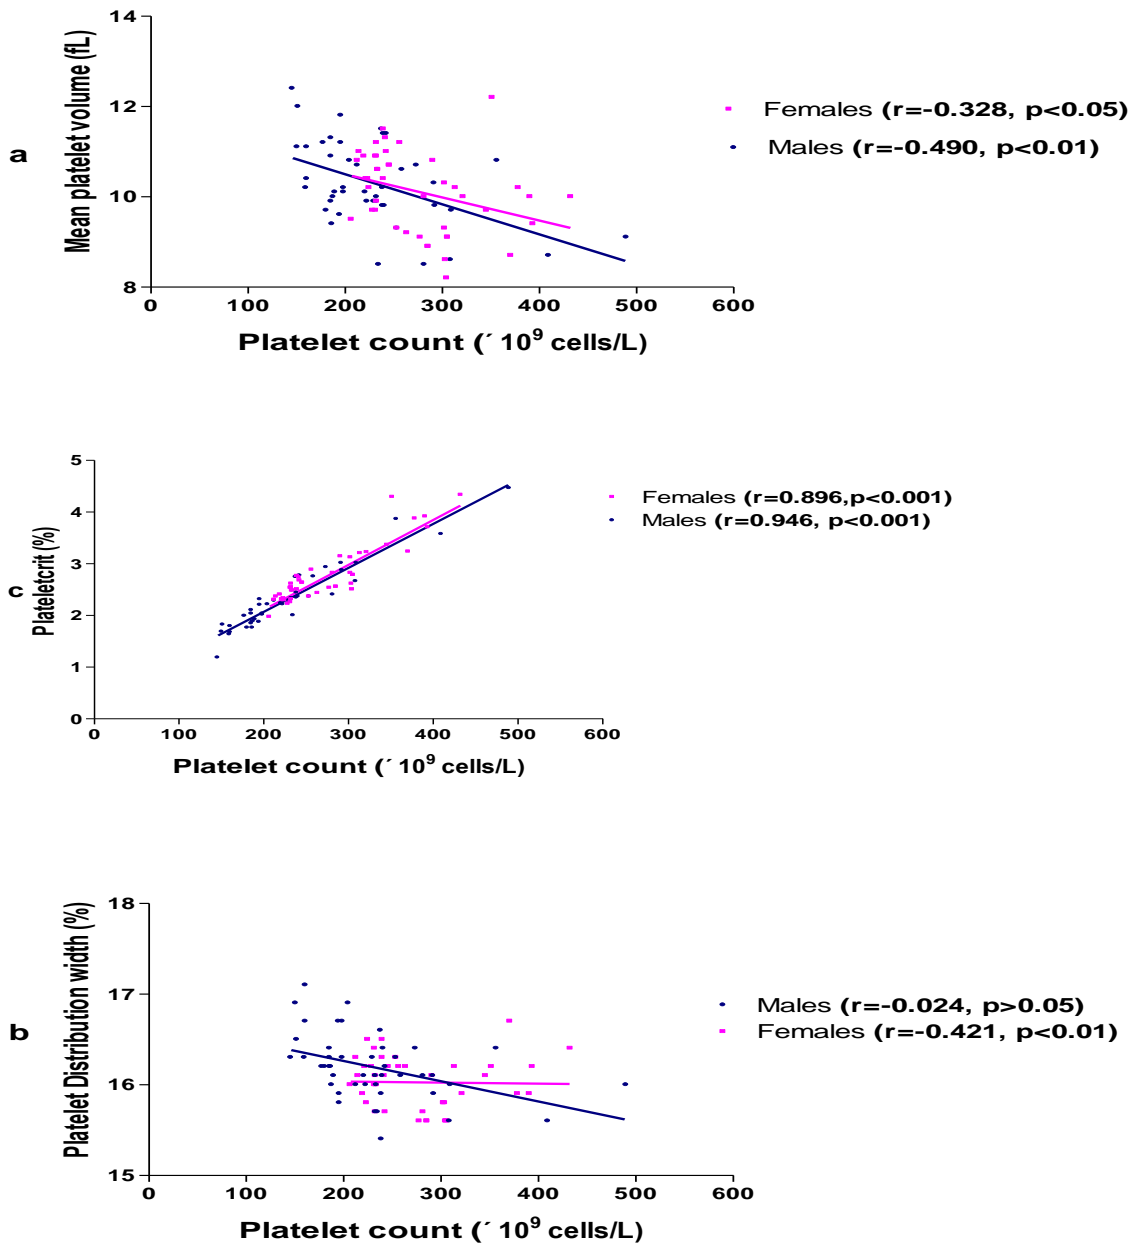 14
12
10
8
0
100
200
300
400
500
600
Mean platelet volume (fL)
Platelet count (´ 10⁹ cells/L)
a
Females (r=-0.328, p<0.05)
Males (r=-0.490, p<0.01)
5
4
3
2
1
0
0
100
200
300
400
500
600
Plateletcrit (%)
Platelet count (´ 10⁹ cells/L)
c
Females (r=0.896,p<0.001)
Males (r=0.946, p<0.001)
18
17
16
15
0
100
200
300
400
500
600
Platelet Distribution width (%)
Platelet count (´ 10⁹ cells/L)
b
Males (r=-0.024, p>0.05)
Females (r=-0.421, p<0.01)